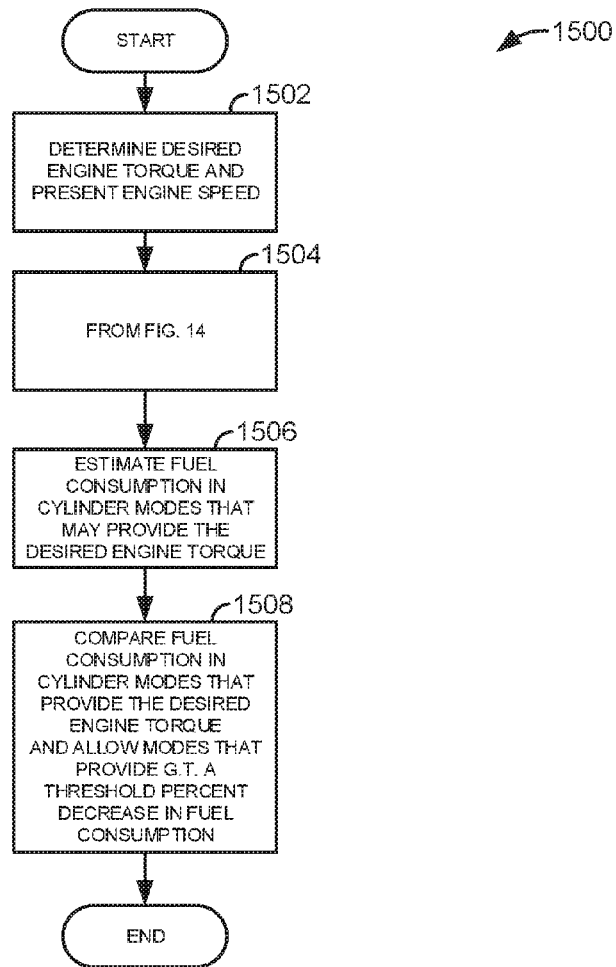 START
1500
1502
DETERMINE DESIRED
ENGINE TORQUE AND
PRESENT ENGINE SPEED
1504
FROM FIG. 14
1506
ESTIMATE FUEL
CONSUMPTION IN
CYLINDER MODES THAT
MAY PROVIDE THE
DESIRED ENGINE TORQUE
1508
COMPARE FUEL
CONSUMPTION IN
CYLINDER MODES THAT
PROVIDE THE DESIRED
ENGINE TORQUE
AND ALLOW MODES THAT
PROVIDE G.T. A
THRESHOLD PERCENT
DECREASE IN FUEL
CONSUMPTION
END